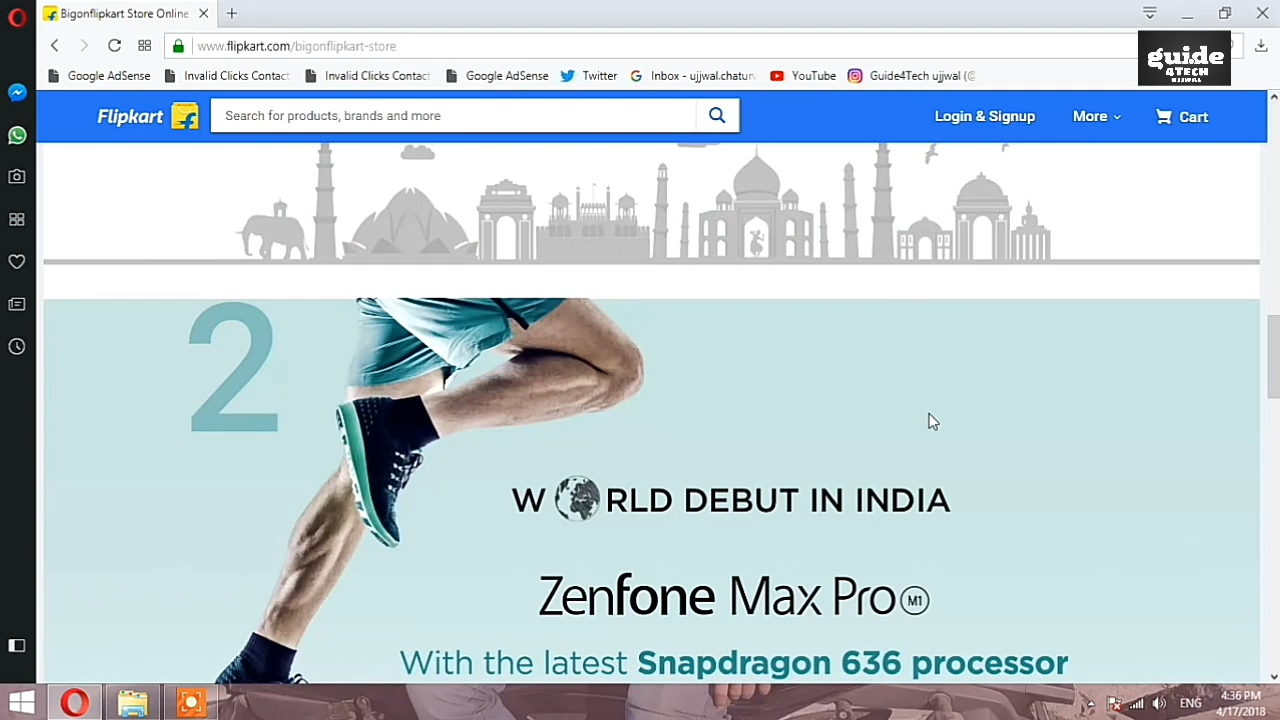 Bigonflipkart Store Online
www.flipkart.com/bigonflipkart-store
guide
4TECH
UJJWAL
Google AdSense
Invalid Clicks Contact
Invalid Clicks Contact
Google AdSense
Twitter
Inbox - ujjwal.chatur
YouTube
Guide4Tech ujjwal (@
Flipkart
Search for products, brands and more
Login & Signup
More
Cart
2
WORLD DEBUT IN INDIA
Zenfone Max Pro M1
With the latest Snapdragon 636 processor
ENG
4:36 PM
4/17/2018